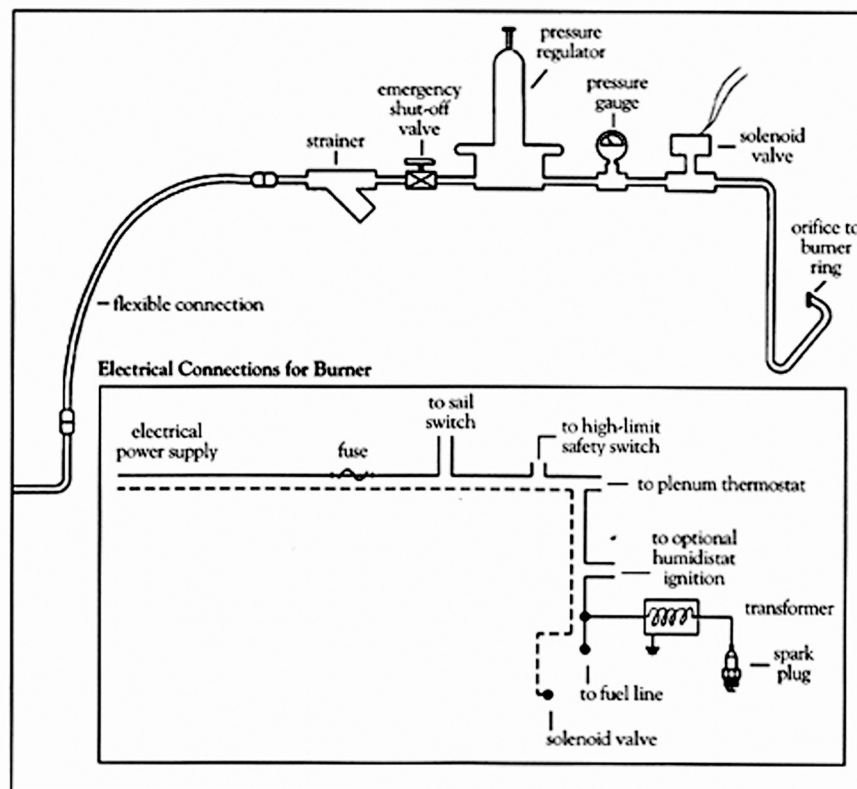 pressure
regulator
emergency
shut-off
valve
pressure
gauge
strainer
solenoid
valve
orifice to
burner
ring
flexible connection
Electrical Connections for Burner
to sail
switch
electrical
power supply
fuse
to high-limit
safety switch
to plenum thermostat
to optional
humidistat
ignition
transformer
spark
plug
to fuel line
solenoid valve